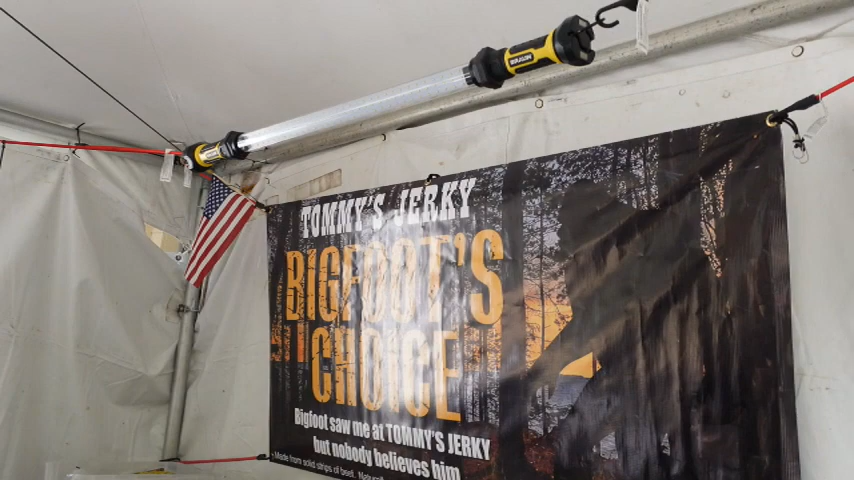 TOMMY'S JERKY
BIGFOOT'S
CHOICE
Bigfoot saw me at TOMMY'S JERKY
but nobody believes him
Made from solid strips of beef.